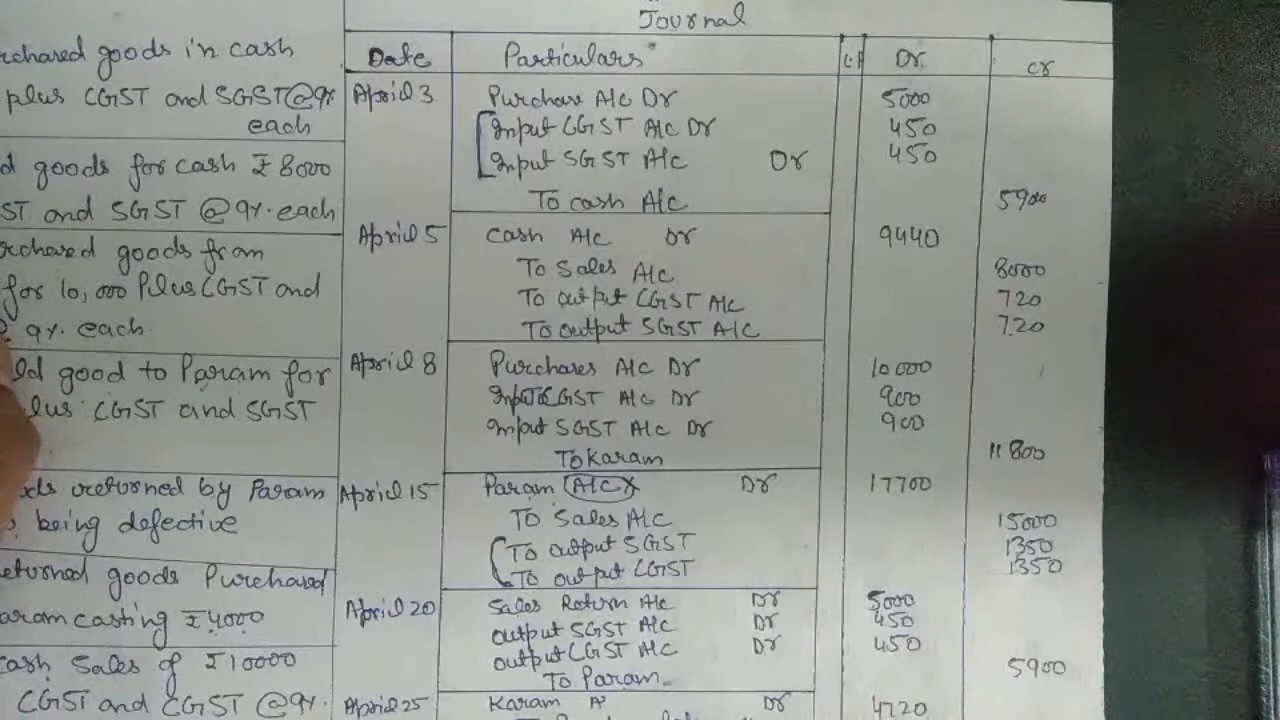 Journal
rchased goods in cash
plus CGST and SGST@9%
each
d goods for cash ₹8000
ST and SGST @9%.each
rchased goods from
for 10,000 Plus CGST and
9%. each
ld good to Param for
lus CGST and SGST
ds returned by Param
being defective
eturned goods Purchased
aram casting ₹4000
cash Sales of ₹10000
CGST and CGST @9%.
Date Particulars L.F Dr. Cr
April 3 Purchase A/c Dr 5000
Input CGST A/c Dr 450
Input SGST A/c Dr 450
To cash A/c 5900
April 5 Cash A/c Dr 9440
To Sales A/c 8000
To output CGST A/c 720
To output SGST A/c 720
April 8 Purchases A/c Dr 10000
Input CGST A/c Dr 900
Input SGST A/c Dr 900
To Karam 11800
April 15 Param A/c x Dr 17700
To Sales A/c 15000
To output SGST 1350
To output CGST 1350
April 20 Sales Return A/c Dr 5000
output SGST A/c Dr 450
output CGST A/c Dr 450
To Param 5900
April 25 Karam A Dr 4720